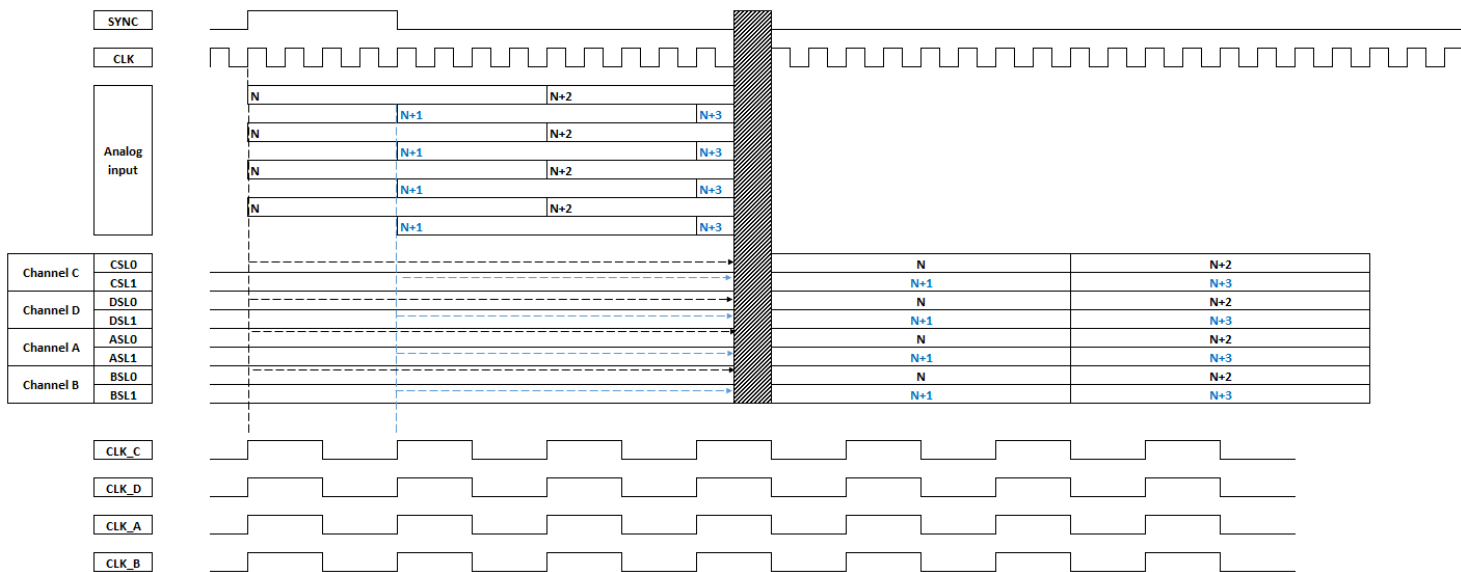 SYNC
CLK
Analog
input
N N+2
N+1 N+3
N N+2
N+1 N+3
N N+2
N+1 N+3
N N+2
N+1 N+3
Channel C
CSL0 N N+2
CSL1 N+1 N+3
Channel D
DSL0 N N+2
DSL1 N+1 N+3
Channel A
ASL0 N N+2
ASL1 N+1 N+3
Channel B
BSL0 N N+2
BSL1 N+1 N+3
CLK_C
CLK_D
CLK_A
CLK_B